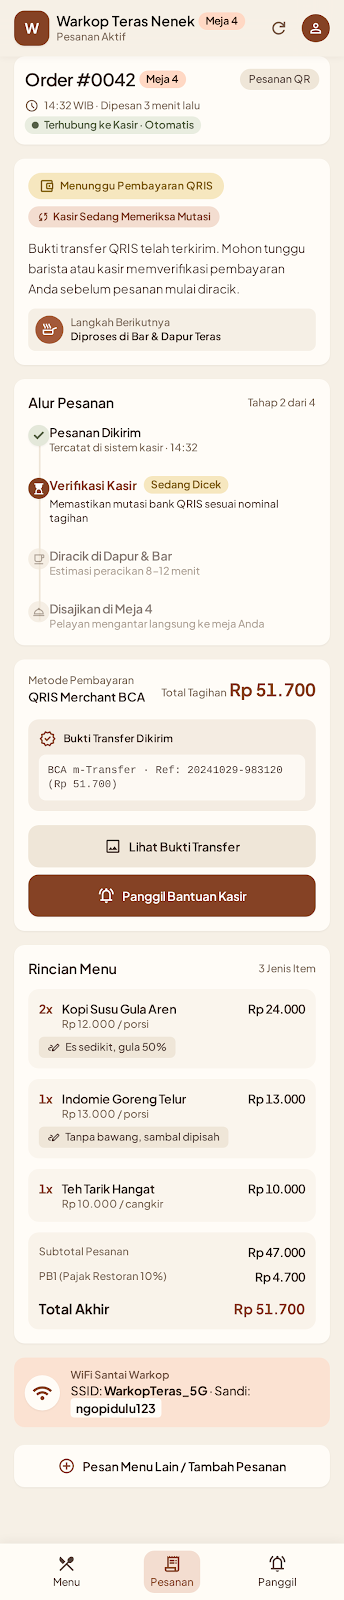 W
Warkop Teras Nenek Meja 4
Pesanan Aktif
Order #0042 Meja 4 Pesanan QR
14:32 WIB · Dipesan 3 menit lalu
Terhubung ke Kasir · Otomatis
Menunggu Pembayaran QRIS
Kasir Sedang Memeriksa Mutasi
Bukti transfer QRIS telah terkirim. Mohon tunggu
barista atau kasir memverifikasi pembayaran
Anda sebelum pesanan mulai diracik.
Langkah Berikutnya
Diproses di Bar & Dapur Teras
Alur Pesanan Tahap 2 dari 4
Pesanan Dikirim
Tercatat di sistem kasir · 14:32
Verifikasi Kasir Sedang Dicek
Memastikan mutasi bank QRIS sesuai nominal
tagihan
Diracik di Dapur & Bar
Estimasi peracikan 8–12 menit
Disajikan di Meja 4
Pelayan mengantar langsung ke meja Anda
Metode Pembayaran
QRIS Merchant BCA Total Tagihan Rp 51.700
Bukti Transfer Dikirim
BCA m-Transfer · Ref: 20241029-983120
(Rp 51.700)
Lihat Bukti Transfer
Panggil Bantuan Kasir
Rincian Menu 3 Jenis Item
2x Kopi Susu Gula Aren Rp 24.000
Rp 12.000 / porsi
Es sedikit, gula 50%
1x Indomie Goreng Telur Rp 13.000
Rp 13.000 / porsi
Tanpa bawang, sambal dipisah
1x Teh Tarik Hangat Rp 10.000
Rp 10.000 / cangkir
Subtotal Pesanan Rp 47.000
PB1 (Pajak Restoran 10%) Rp 4.700
Total Akhir Rp 51.700
WiFi Santai Warkop
SSID: WarkopTeras_5G · Sandi:
ngopidulu123
Pesan Menu Lain / Tambah Pesanan
Menu Pesanan Panggil